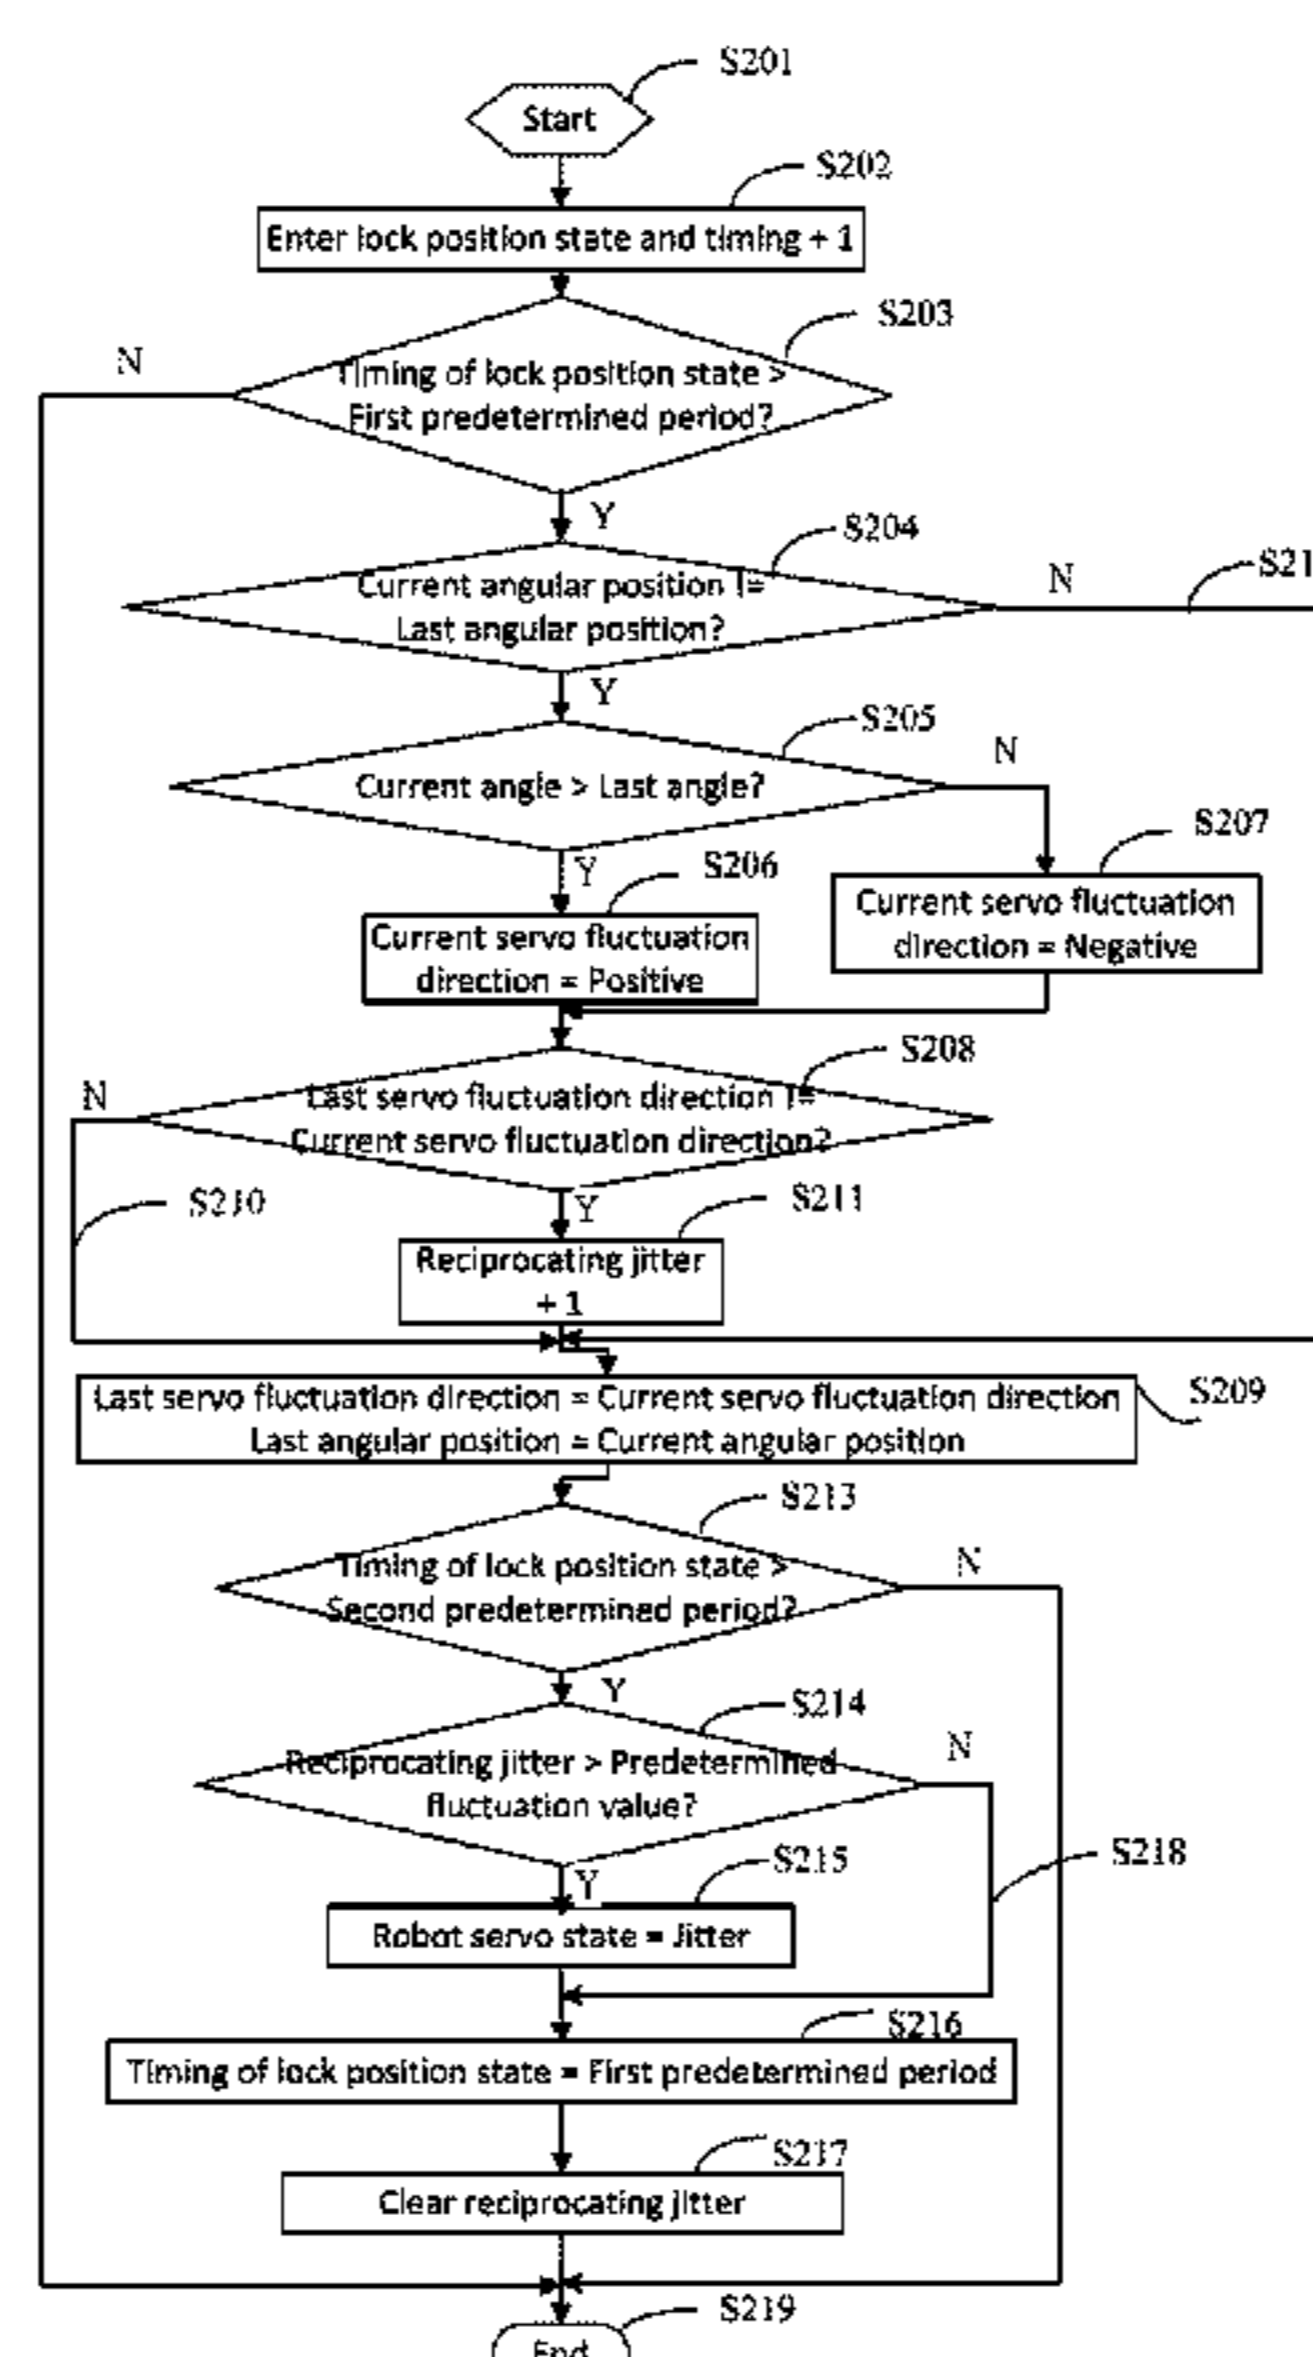 S201
Start
S202
Enter lock position state and timing + 1
S203
N
Timing of lock position state >
First predetermined period?
Y
S204
Current angular position !=
Last angular position?
N
S21
Y
S205
Current angle > Last angle?
N
Y
S206
S207
Current servo fluctuation
direction = Positive
Current servo fluctuation
direction = Negative
S208
N
Last servo fluctuation direction !=
Current servo fluctuation direction?
S210
Y
S211
Reciprocating jitter
+ 1
S209
Last servo fluctuation direction = Current servo fluctuation direction
Last angular position = Current angular position
S213
Timing of lock position state >
Second predetermined period?
N
Y
S214
Reciprocating jitter > Predetermined
fluctuation value?
N
Y
S215
S218
Robot servo state = Jitter
S216
Timing of lock position state = First predetermined period
S217
Clear reciprocating jitter
S219
End